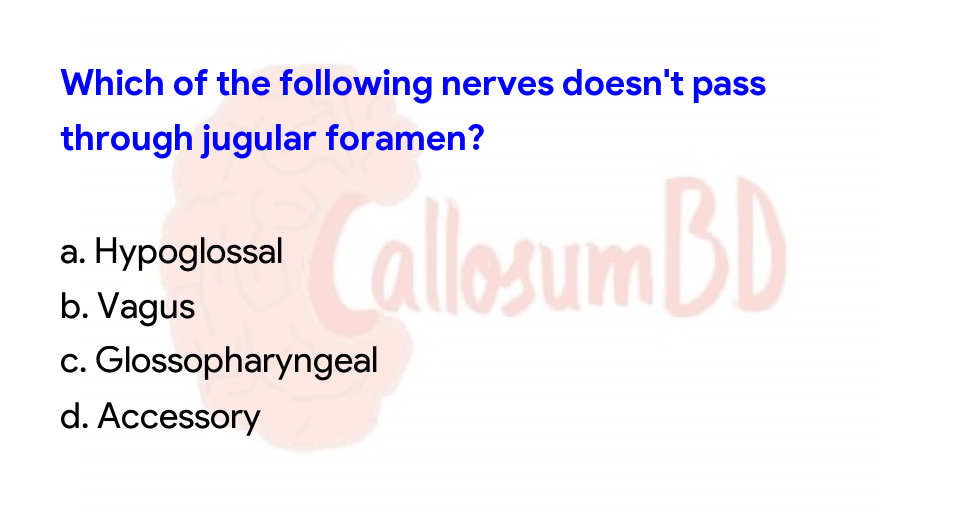 Which of the following nerves doesn't pass
through jugular foramen?
CallosumBD
a. Hypoglossal
b. Vagus
c. Glossopharyngeal
d. Accessory